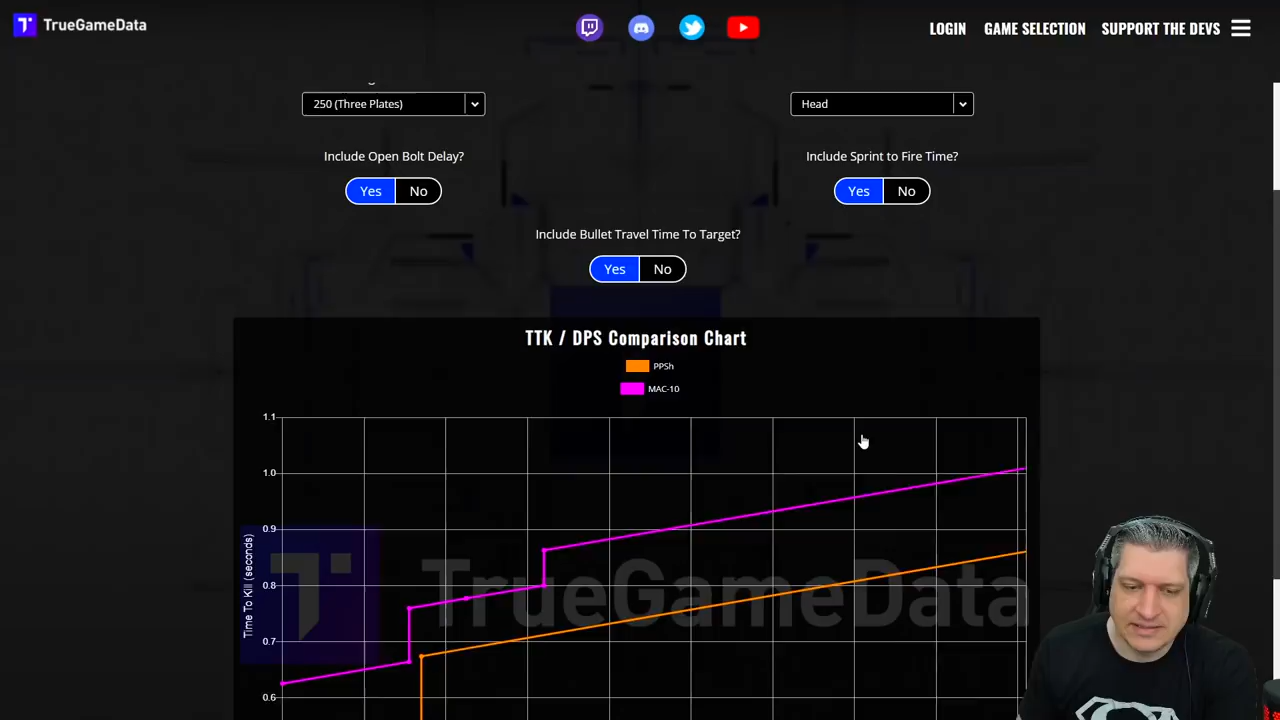 TrueGameData
LOGIN GAME SELECTION SUPPORT THE DEVS
250 (Three Plates) Head
Include Open Bolt Delay? Include Sprint to Fire Time?
Yes No Yes No
Include Bullet Travel Time To Target?
Yes No
TTK / DPS Comparison Chart
PPSh
MAC-10
1.1
1.0
0.9
0.8
0.7
0.6
Time To Kill (seconds)
TrueGameData